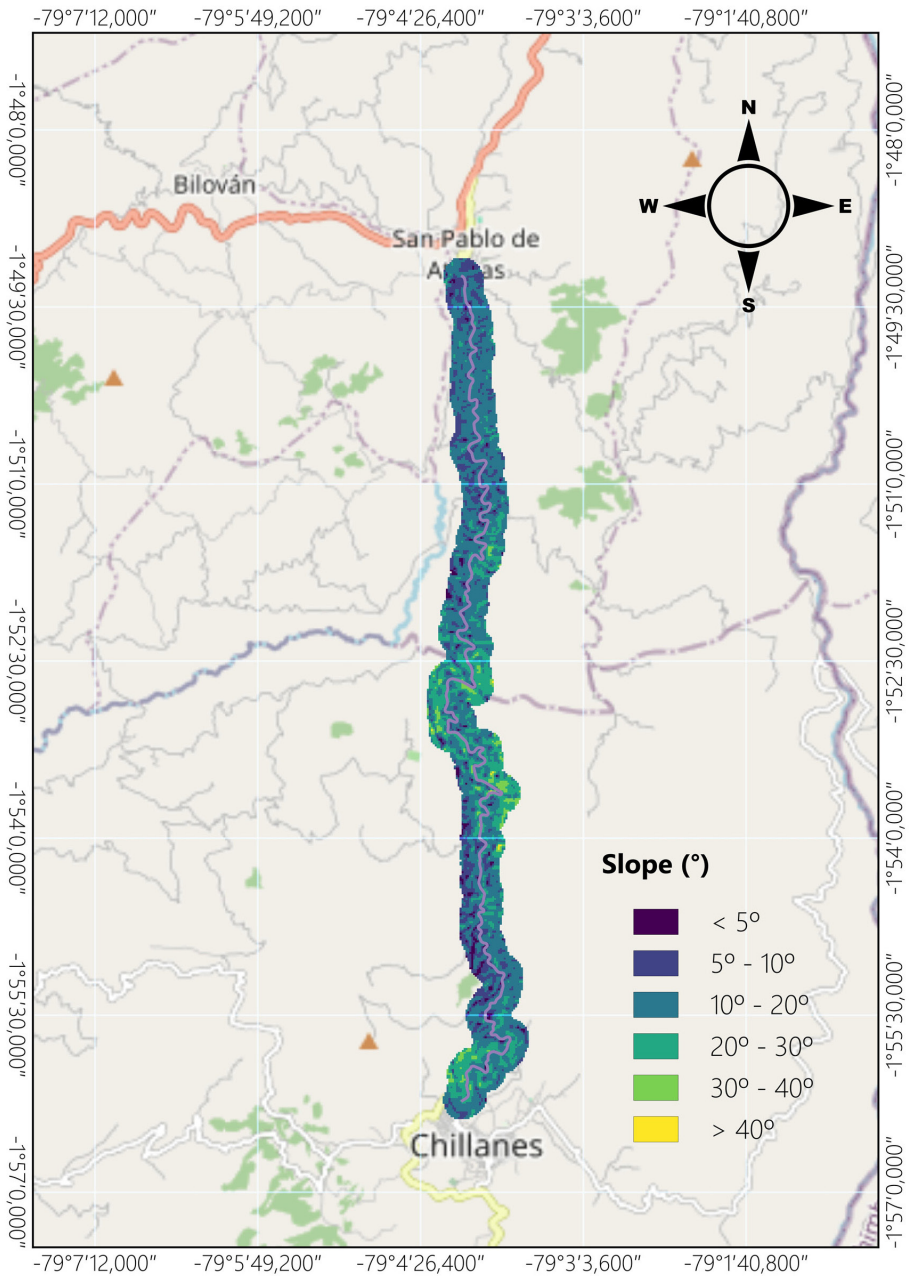 -79°7'12,000" -79°5'49,200" -79°4'26,400" -79°3'3,600" -79°1'40,800"
-1°48'0,000" -1°48'0,000"
N
W E
S
Bilován
San Pablo de
-1°49'30,000" -1°49'30,000"
-1°51'0,000" -1°51'0,000"
-1°52'30,000" -1°52'30,000"
-1°54'0,000" -1°54'0,000"
Slope (°)
< 5º
5º - 10º
10º - 20º
20º - 30º
30º - 40º
> 40º
-1°55'30,000" -1°55'30,000"
Chillanes
-1°57'0,000" -1°57'0,000"
-79°7'12,000" -79°5'49,200" -79°4'26,400" -79°3'3,600" -79°1'40,800"